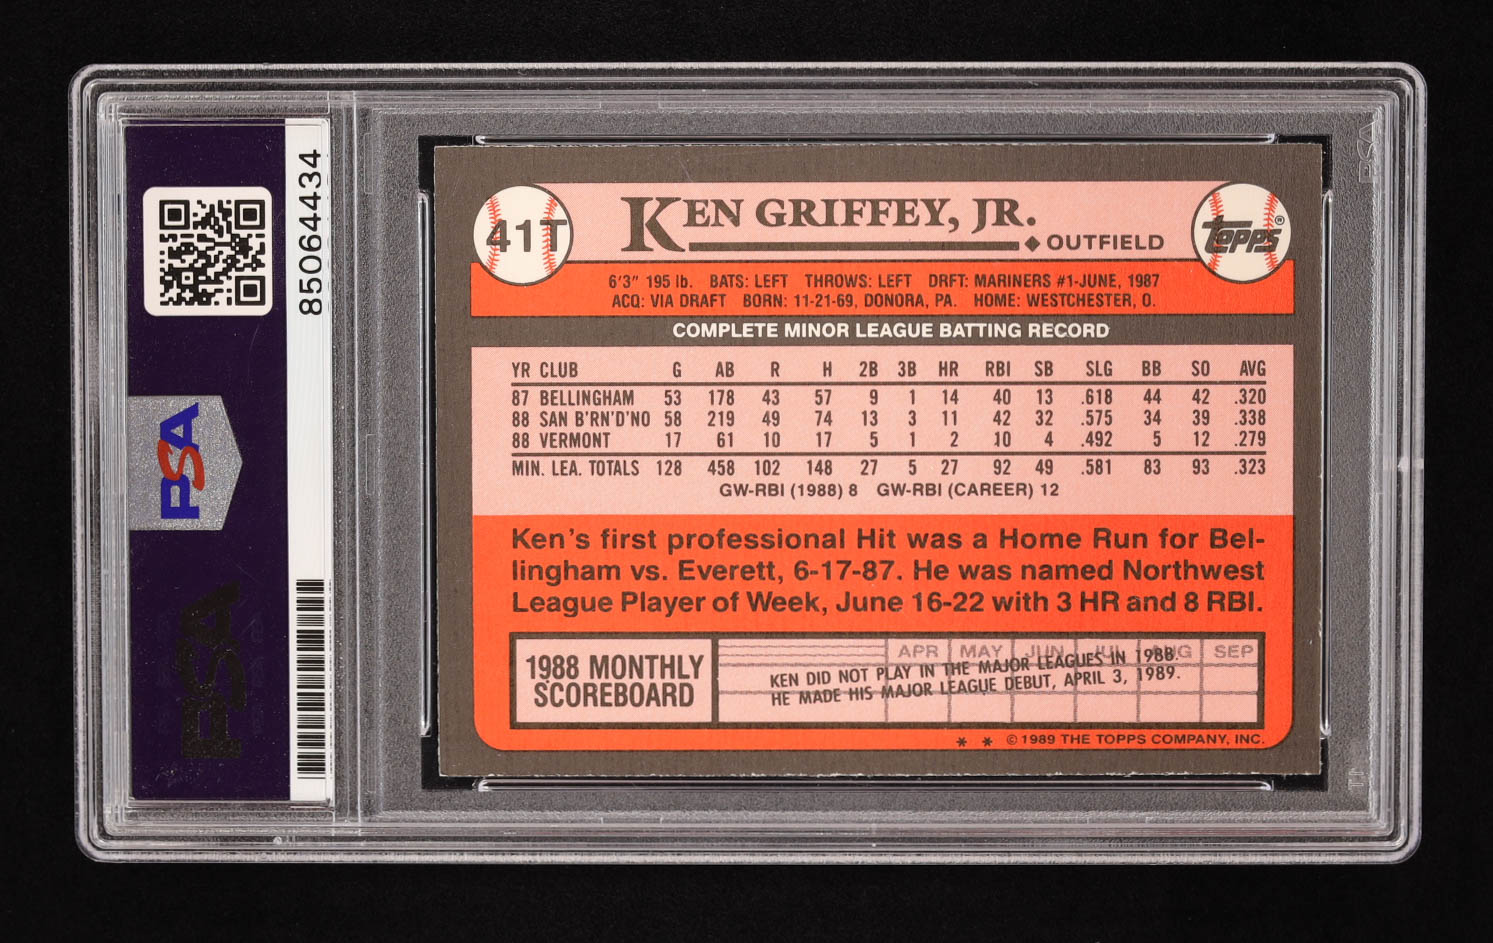 85064434
PSA
PSA
41T
KEN GRIFFEY, JR.
OUTFIELD
TOPPS®
6'3" 195 lb. BATS: LEFT THROWS: LEFT DRFT: MARINERS #1-JUNE, 1987
ACQ: VIA DRAFT BORN: 11-21-69, DONORA, PA. HOME: WESTCHESTER, O.
COMPLETE MINOR LEAGUE BATTING RECORD
YR CLUB G AB R H 2B 3B HR RBI SB SLG BB SO AVG
87 BELLINGHAM 53 178 43 57 9 1 14 40 13 .618 44 42 .320
88 SAN B'RN'D'NO 58 219 49 74 13 3 11 42 32 .575 34 39 .338
88 VERMONT 17 61 10 17 5 1 2 10 4 .492 5 12 .279
MIN. LEA. TOTALS 128 458 102 148 27 5 27 92 49 .581 83 93 .323
GW-RBI (1988) 8 GW-RBI (CAREER) 12
Ken's first professional Hit was a Home Run for Bel-
lingham vs. Everett, 6-17-87. He was named Northwest
League Player of Week, June 16-22 with 3 HR and 8 RBI.
1988 MONTHLY
SCOREBOARD
APR MAY JUN JUL AUG SEP
KEN DID NOT PLAY IN THE MAJOR LEAGUES IN 1988.
HE MADE HIS MAJOR LEAGUE DEBUT, APRIL 3, 1989.
* * © 1989 THE TOPPS COMPANY, INC.
PSA